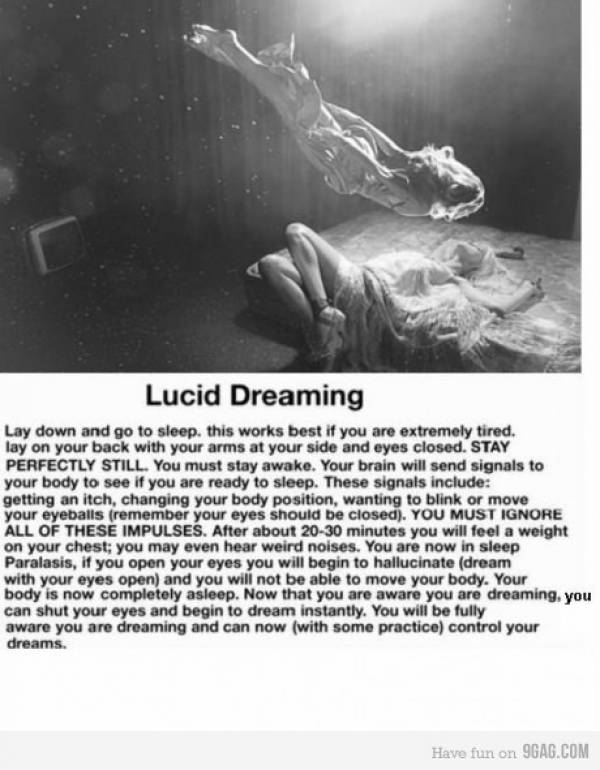 Lucid Dreaming
Lay down and go to sleep. this works best if you are extremely tired.
lay on your back with your arms at your side and eyes closed. STAY
PERFECTLY STILL. You must stay awake. Your brain will send signals to
your body to see if you are ready to sleep. These signals include:
getting an itch, changing your body position, wanting to blink or move
your eyeballs (remember your eyes should be closed). YOU MUST IGNORE
ALL OF THESE IMPULSES. After about 20-30 minutes you will feel a weight
on your chest; you may even hear weird noises. You are now in sleep
Paralasis, if you open your eyes you will begin to hallucinate (dream
with your eyes open) and you will not be able to move your body. Your
body is now completely asleep. Now that you are aware you are dreaming, you
can shut your eyes and begin to dream instantly. You will be fully
aware you are dreaming and can now (with some practice) control your
dreams.
Have fun on 9GAG.COM